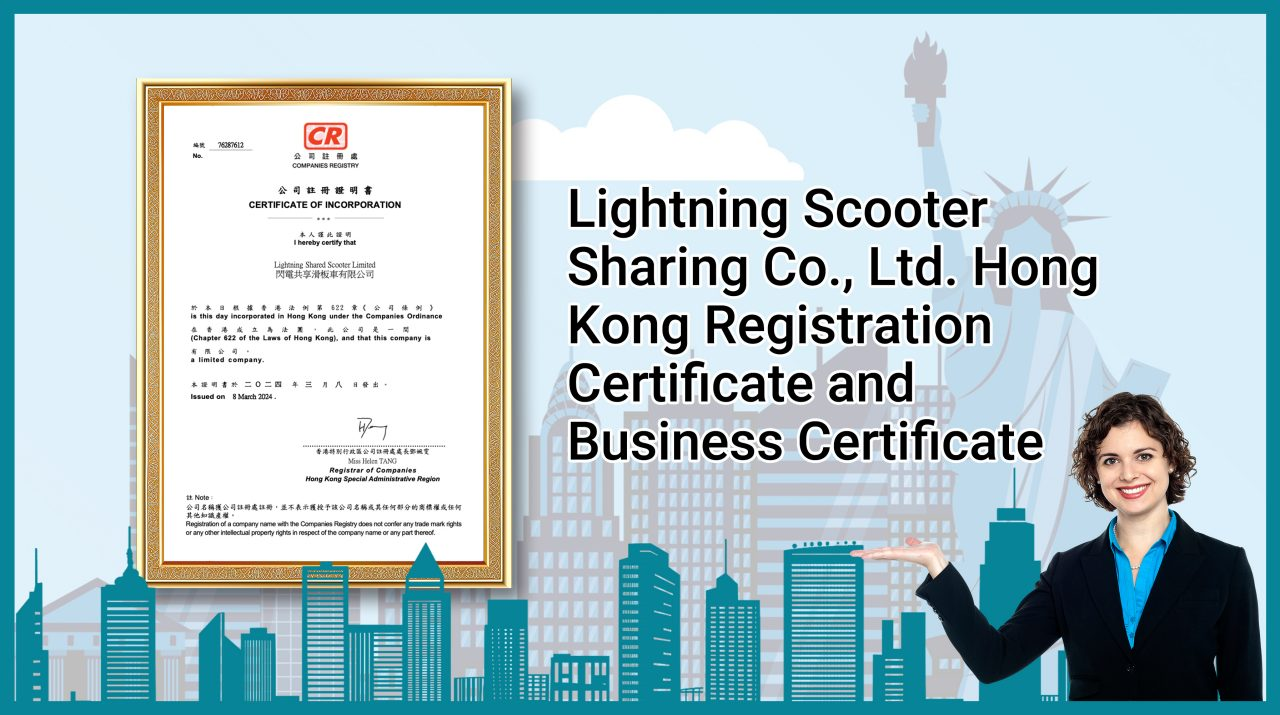 編號 76287612
No.
CR
公司註冊處
COMPANIES REGISTRY
公司註冊證明書
CERTIFICATE OF INCORPORATION
本人謹此證明
I hereby certify that
Lightning Shared Scooter Limited
閃電共享滑板車有限公司
於本日根據香港法例第622章《公司條例》
is this day incorporated in Hong Kong under the Companies Ordinance
在香港成立為法團，此公司是一間
(Chapter 622 of the Laws of Hong Kong), and that this company is
有限公司。
a limited company.
本證明書於二〇二四年三月八日發出。
Issued on 8 March 2024 .
香港特別行政區公司註冊處處長鄧婉雯
Miss Helen TANG
Registrar of Companies
Hong Kong Special Administrative Region
註 Note :
公司名稱獲公司註冊處註冊，並不表示獲授予該公司名稱或其任何部分的商標權或任何
其他知識產權。
Registration of a company name with the Companies Registry does not confer any trade mark rights
or any other intellectual property rights in respect of the company name or any part thereof.
Lightning Scooter
Sharing Co., Ltd. Hong
Kong Registration
Certificate and
Business Certificate